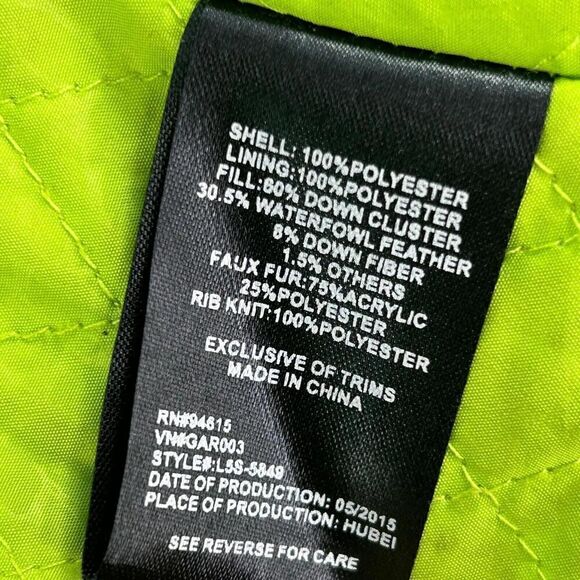 SHELL: 100%POLYESTER
LINING:100%POLYESTER
FILL:60% DOWN CLUSTER
30.5% WATERFOWL FEATHER
8% DOWN FIBER
1.5% OTHERS
FAUX FUR:75%ACRYLIC
25%POLYESTER
RIB KNIT:100%POLYESTER
EXCLUSIVE OF TRIMS
MADE IN CHINA
RN#94615
VN#GAR003
STYLE#:L5S-5849
DATE OF PRODUCTION: 05/2015
PLACE OF PRODUCTION: HUBEI
SEE REVERSE FOR CARE